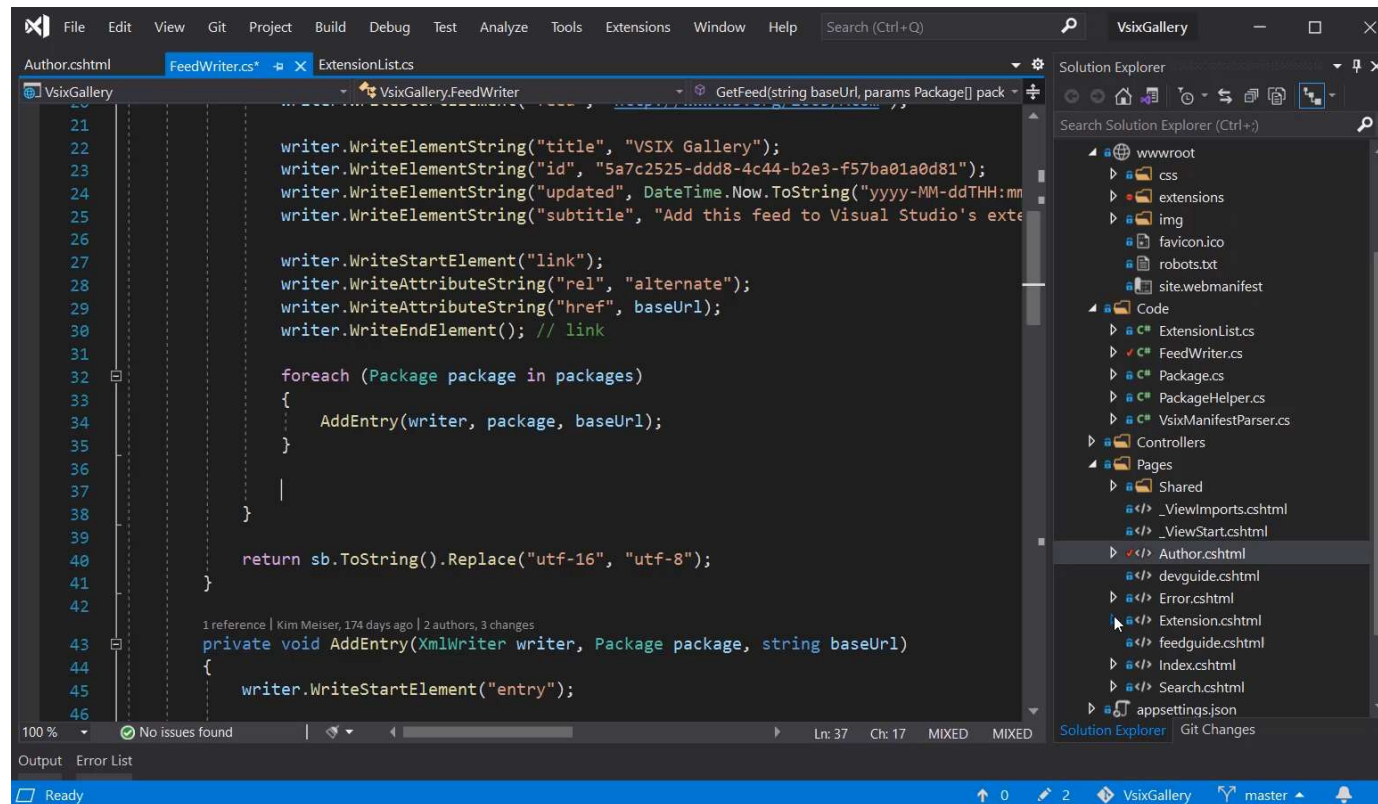 File Edit View Git Project Build Debug Test Analyze Tools Extensions Window Help Search (Ctrl+Q) VsixGallery
Author.cshtml FeedWriter.cs* ExtensionList.cs
VsixGallery VsixGallery.FeedWriter GetFeed(string baseUrl, params Package[] pack
21
22 writer.WriteElementString("title", "VSIX Gallery");
23 writer.WriteElementString("id", "5a7c2525-ddd8-4c44-b2e3-f57ba01a0d81");
24 writer.WriteElementString("updated", DateTime.Now.ToString("yyyy-MM-ddTHH:mm
25 writer.WriteElementString("subtitle", "Add this feed to Visual Studio's exte
26
27 writer.WriteStartElement("link");
28 writer.WriteAttributeString("rel", "alternate");
29 writer.WriteAttributeString("href", baseUrl);
30 writer.WriteEndElement(); // link
31
32 foreach (Package package in packages)
33 {
34 AddEntry(writer, package, baseUrl);
35 }
36
37
38 }
39
40 return sb.ToString().Replace("utf-16", "utf-8");
41 }
42
1 reference | Kim Meiser, 174 days ago | 2 authors, 3 changes
43 private void AddEntry(XmlWriter writer, Package package, string baseUrl)
44 {
45 writer.WriteStartElement("entry");
46
100 % No issues found Ln: 37 Ch: 17 MIXED MIXED
Solution Explorer
Search Solution Explorer (Ctrl+;)
wwwroot
css
extensions
img
favicon.ico
robots.txt
site.webmanifest
Code
C# ExtensionList.cs
C# FeedWriter.cs
C# Package.cs
C# PackageHelper.cs
C# VsixManifestParser.cs
Controllers
Pages
Shared
_ViewImports.cshtml
_ViewStart.cshtml
Author.cshtml
devguide.cshtml
Error.cshtml
Extension.cshtml
feedguide.cshtml
Index.cshtml
Search.cshtml
appsettings.json
Solution Explorer Git Changes
Output Error List
Ready 0 2 VsixGallery master